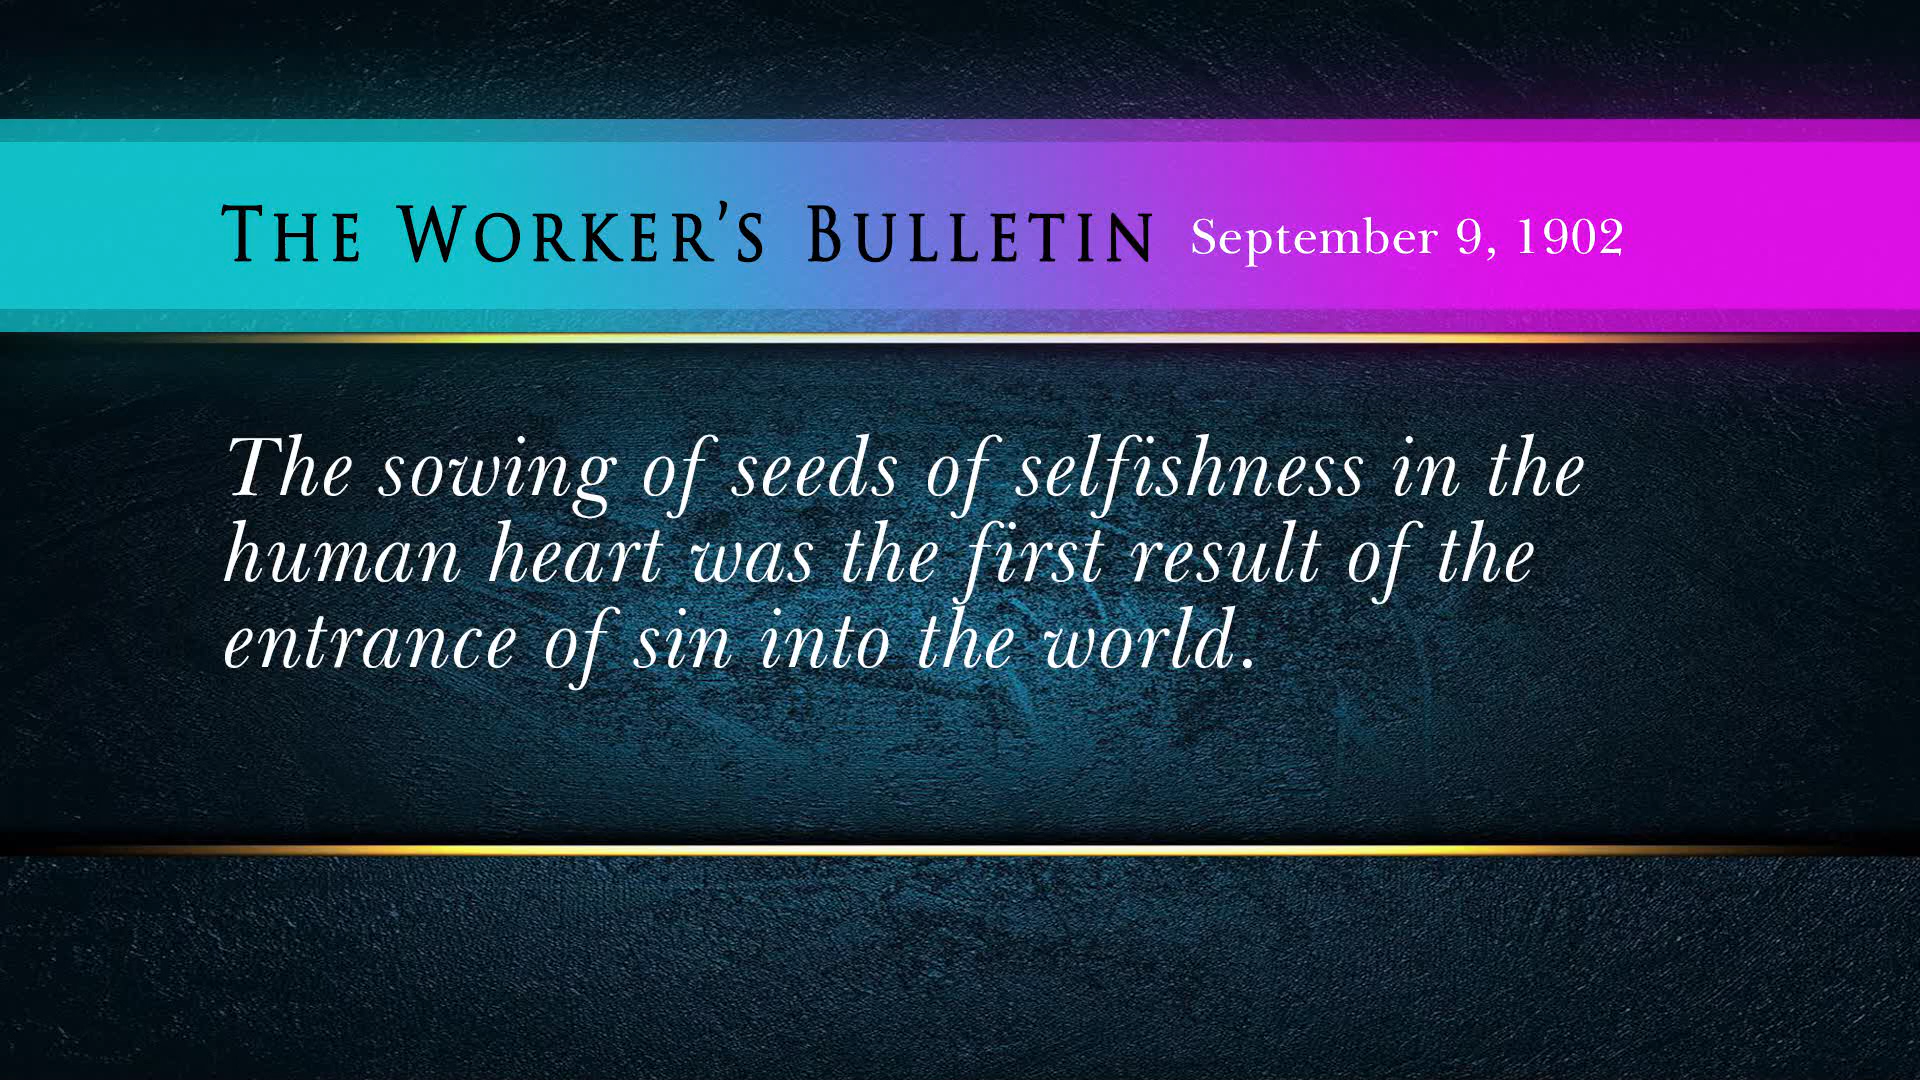 The Worker’s Bulletin September 9, 1902
The sowing of seeds of selfishness in the
human heart was the first result of the
entrance of sin into the world.